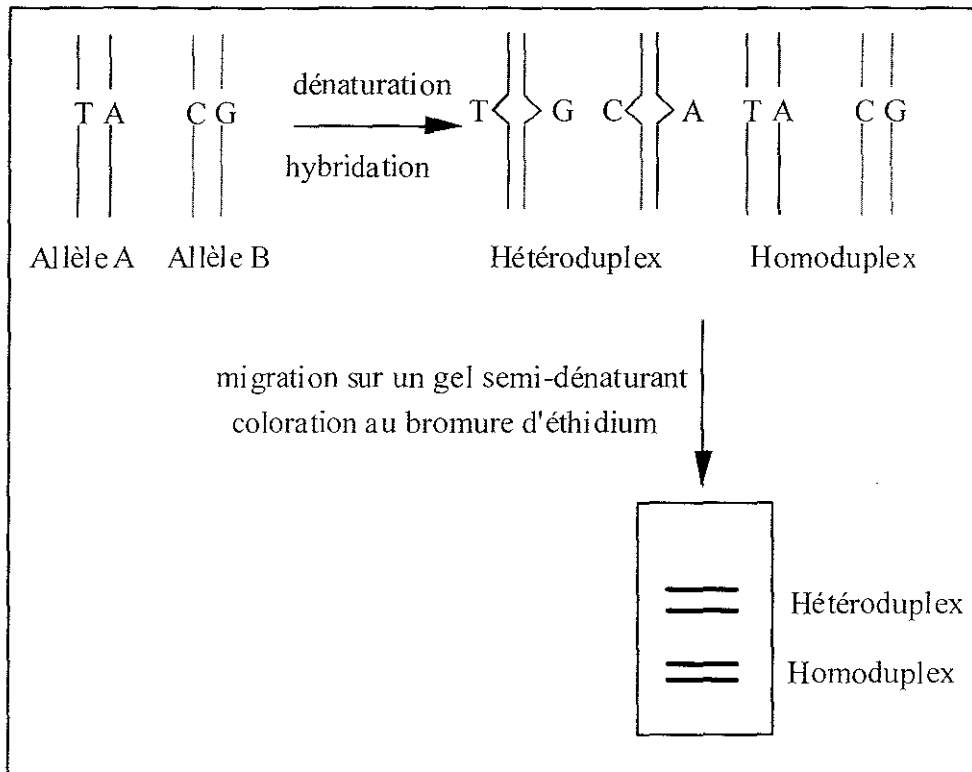 dénaturation
T A C G T G C A T A C G
hybridation
Allèle A Allèle B Hétéroduplex Homoduplex
migration sur un gel semi-dénaturant
coloration au bromure d'éthidium
Hétéroduplex
Homoduplex